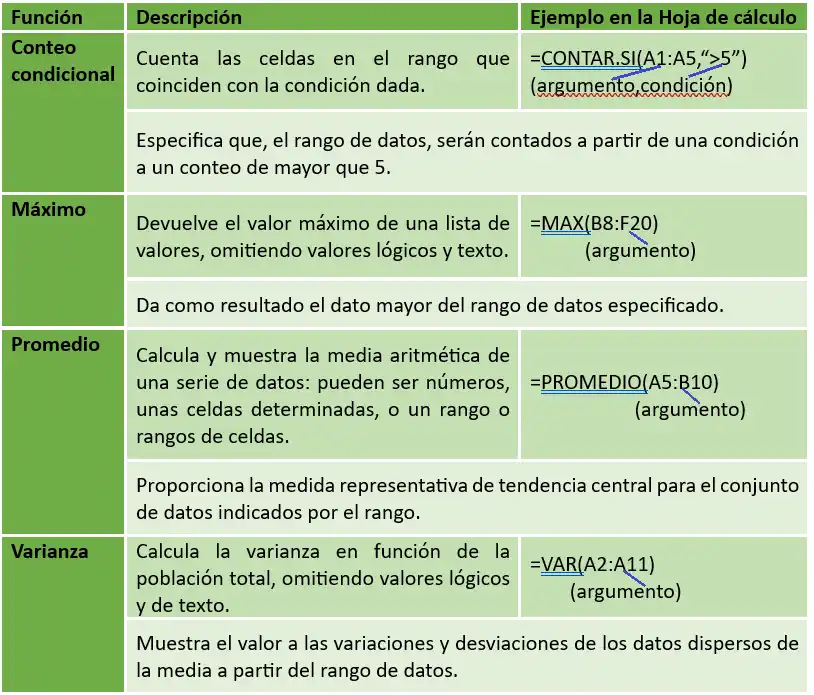 Función Descripción Ejemplo en la Hoja de cálculo
Conteo
condicional
Cuenta las celdas en el rango que
coinciden con la condición dada.
=CONTAR.SI(A1:A5,“>5”)
(argumento,condición)
Especifica que, el rango de datos, serán contados a partir de una condición
a un conteo de mayor que 5.
Máximo
Devuelve el valor máximo de una lista de
valores, omitiendo valores lógicos y texto.
=MAX(B8:F20)
(argumento)
Da como resultado el dato mayor del rango de datos especificado.
Promedio
Calcula y muestra la media aritmética de
una serie de datos: pueden ser números,
unas celdas determinadas, o un rango o
rangos de celdas.
=PROMEDIO(A5:B10)
(argumento)
Proporciona la medida representativa de tendencia central para el conjunto
de datos indicados por el rango.
Varianza
Calcula la varianza en función de la
población total, omitiendo valores lógicos
y de texto.
=VAR(A2:A11)
(argumento)
Muestra el valor a las variaciones y desviaciones de los datos dispersos de
la media a partir del rango de datos.